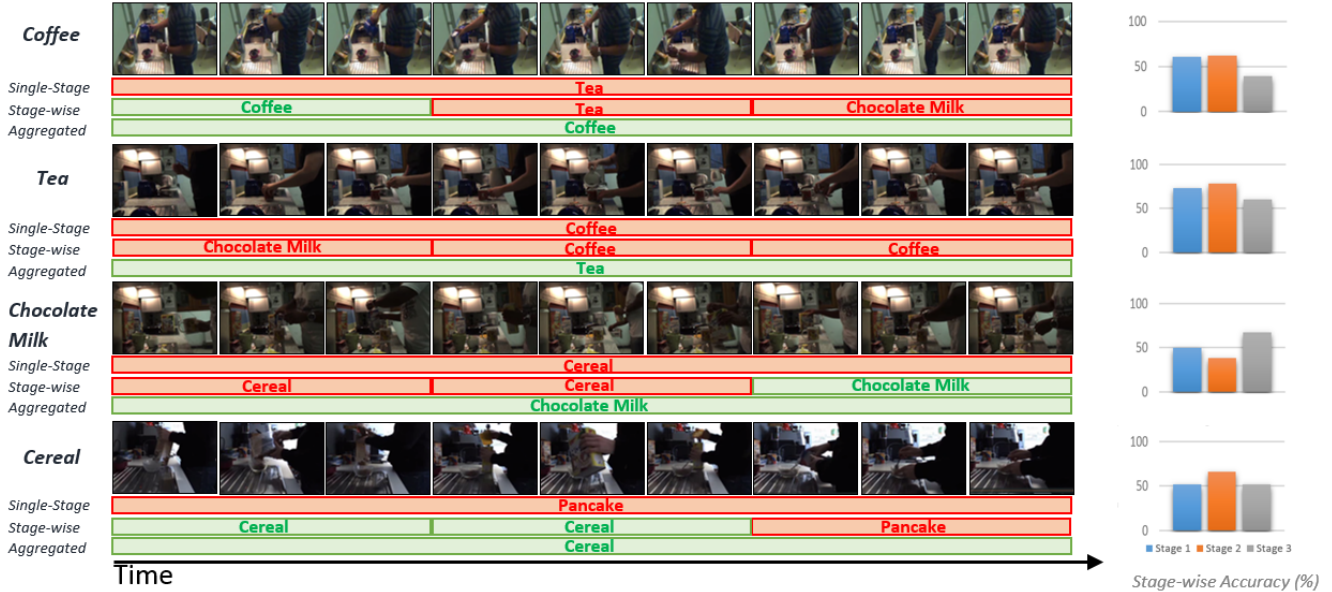 Coffee
Single-Stage Tea
Stage-wise Coffee Tea Chocolate Milk
Aggregated Coffee
100
50
0
Tea
Single-Stage Coffee
Stage-wise Chocolate Milk Coffee Coffee
Aggregated Tea
100
50
0
Chocolate
Milk
Single-Stage Cereal
Stage-wise Cereal Cereal Chocolate Milk
Aggregated Chocolate Milk
100
50
0
Cereal
Single-Stage Pancake
Stage-wise Cereal Cereal Pancake
Aggregated Cereal
100
50
0
Stage 1 Stage 2 Stage 3
Time
Stage-wise Accuracy (%)